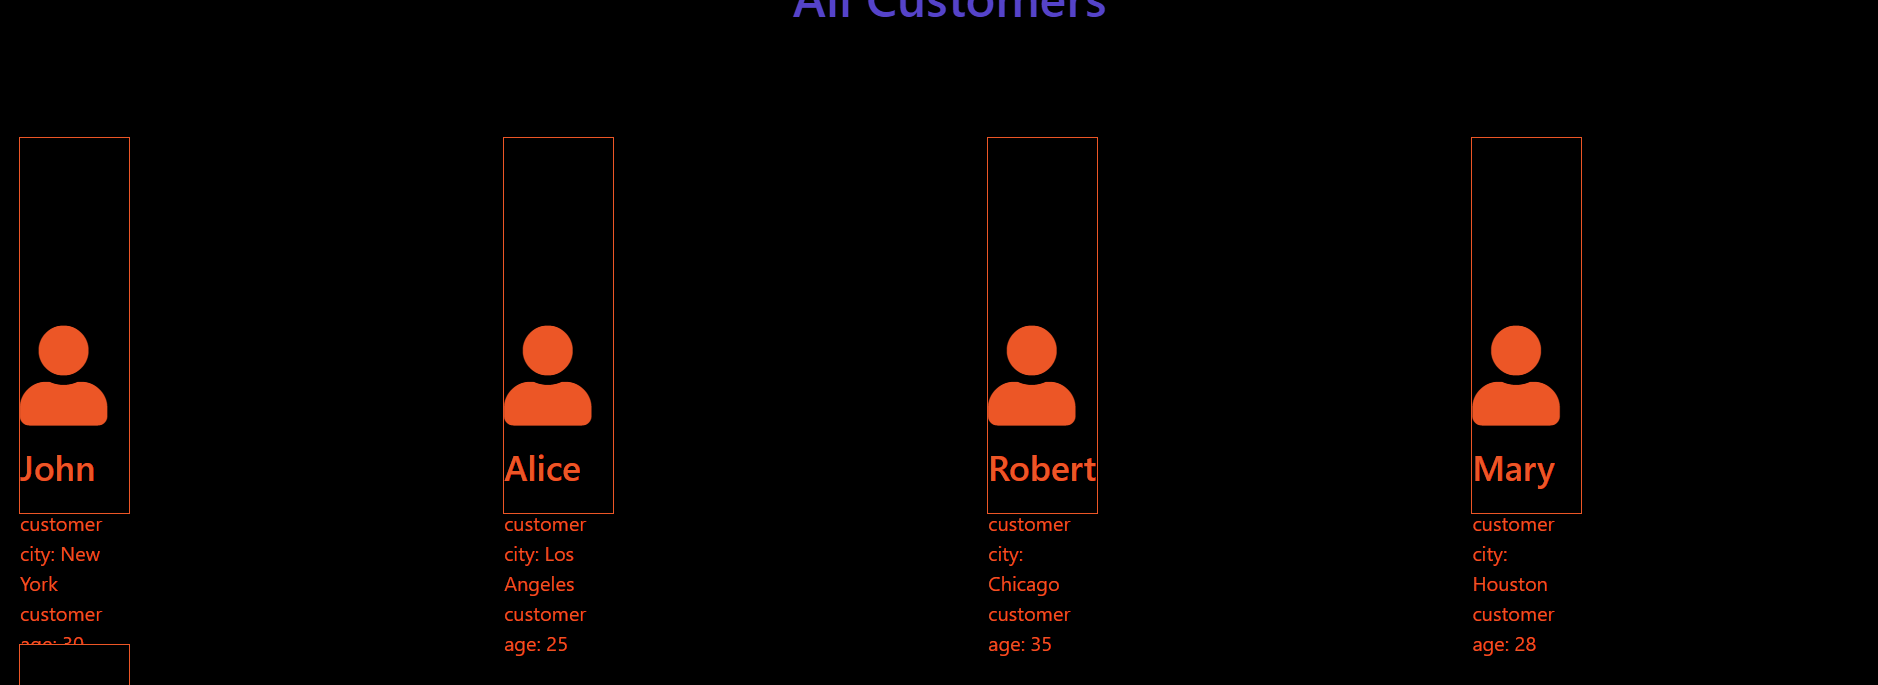 All Customers
John
customer
city: New
York
customer
age: 30
Alice
customer
city: Los
Angeles
customer
age: 25
Robert
customer
city:
Chicago
customer
age: 35
Mary
customer
city:
Houston
customer
age: 28